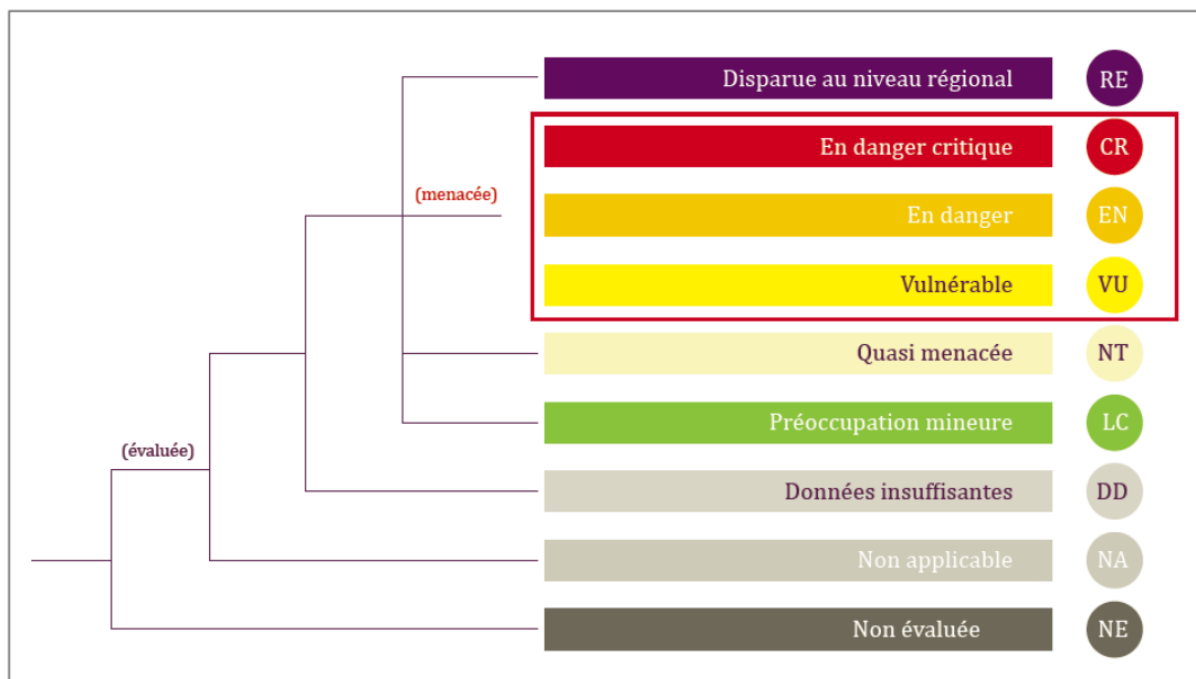 Disparue au niveau régional RE
En danger critique CR
(menacée)
En danger EN
Vulnérable VU
Quasi menacée NT
Préoccupation mineure LC
(évaluée)
Données insuffisantes DD
Non applicable NA
Non évaluée NE